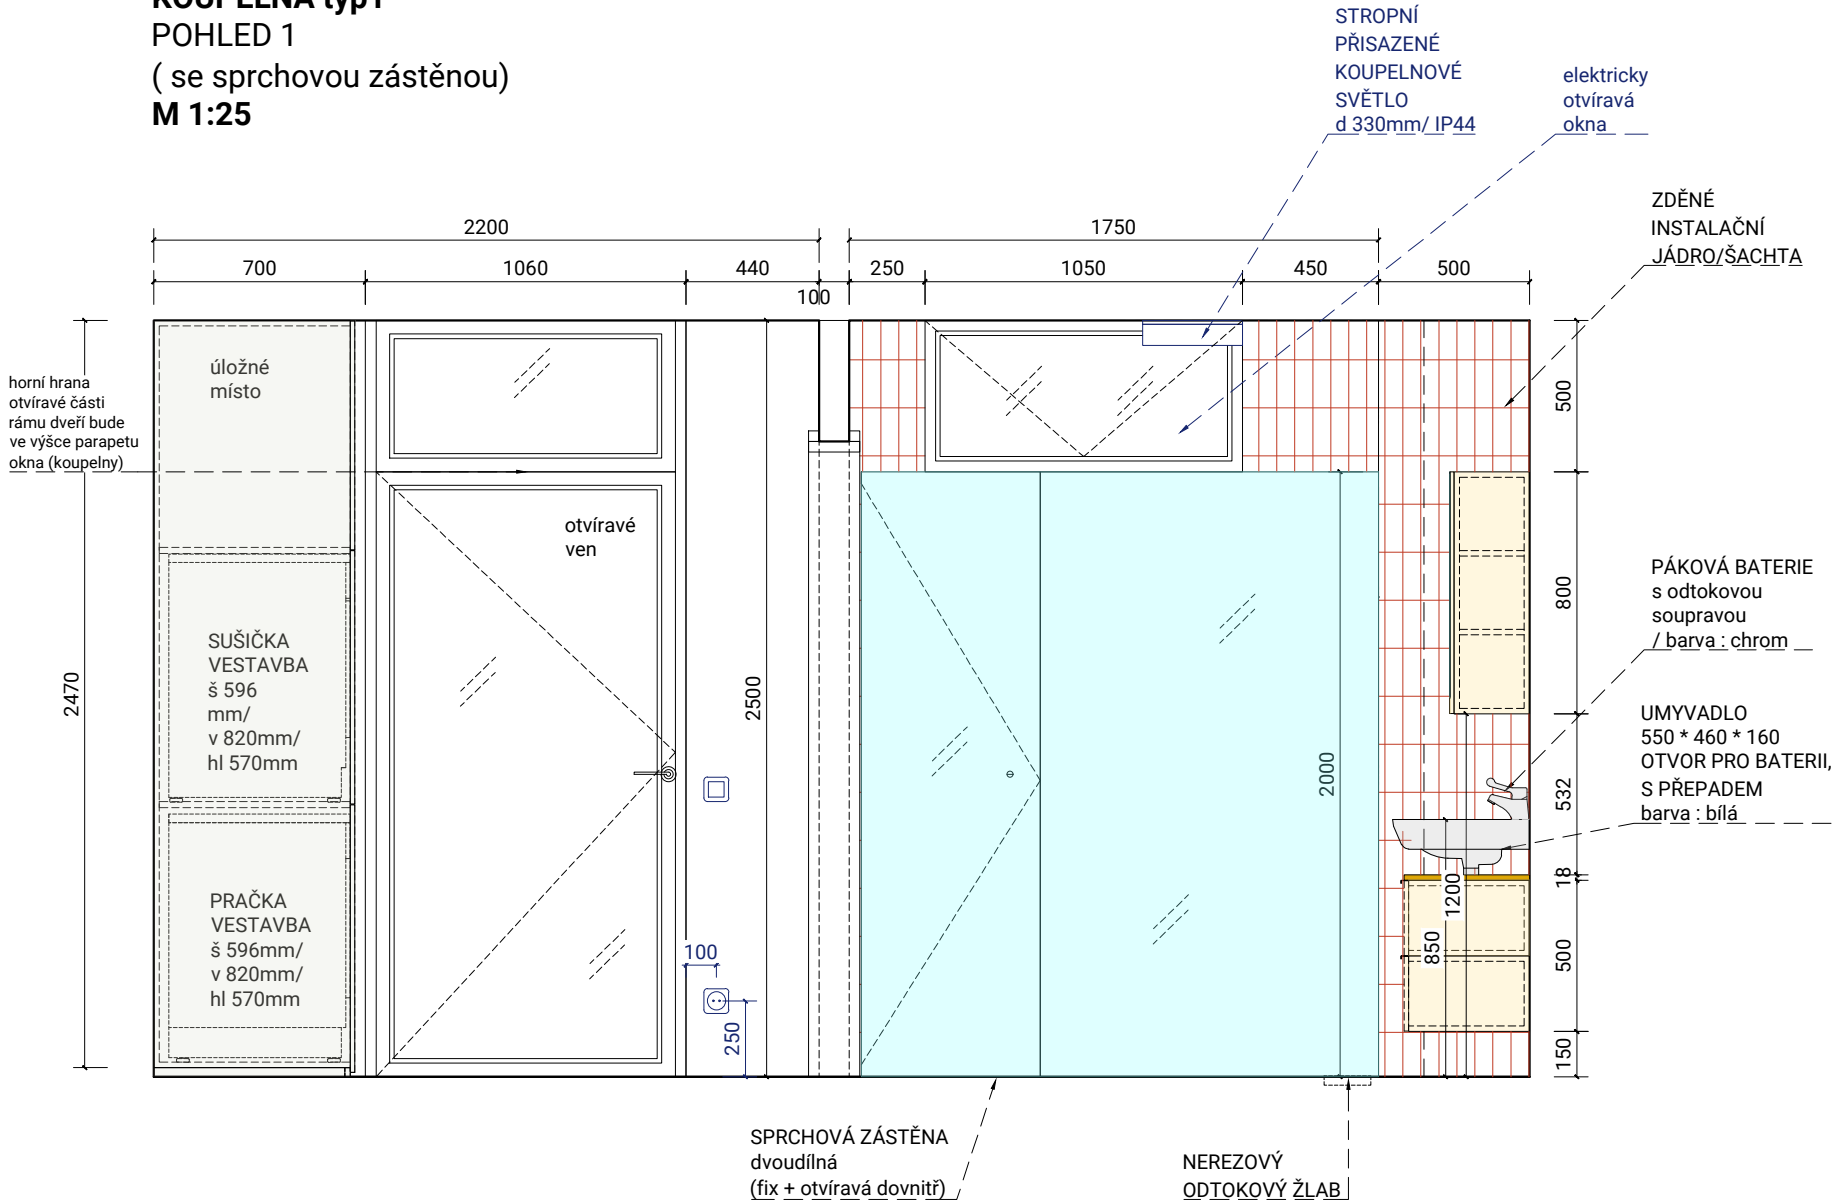 KOUPELNA typ1
POHLED 1
( se sprchovou zástěnou)
M 1:25
STROPNÍ
PŘISAZENÉ
KOUPELNOVÉ
SVĚTLO
d 330mm/ IP44
elektricky
otvíravá
okna
ZDĚNÉ
INSTALAČNÍ
JÁDRO/ŠACHTA
2200
1750
700
1060
440
100
250
1050
450
500
úložné
místo
horní hrana
otvíravé části
rámu dveří bude
ve výšce parapetu
okna (koupelny)
otvíravé
ven
2470
2500
2000
SUŠIČKA
VESTAVBA
š 596
mm/
v 820mm/
hl 570mm
PRAČKA
VESTAVBA
š 596mm/
v 820mm/
hl 570mm
100
250
500
800
532
18
500
150
1200
850
PÁKOVÁ BATERIE
s odtokovou
soupravou
/ barva : chrom
UMYVADLO
550 * 460 * 160
OTVOR PRO BATERII,
S PŘEPADEM
barva : bílá
SPRCHOVÁ ZÁSTĚNA
dvoudílná
(fix + otvíravá dovnitř)
NEREZOVÝ
ODTOKOVÝ ŽLAB